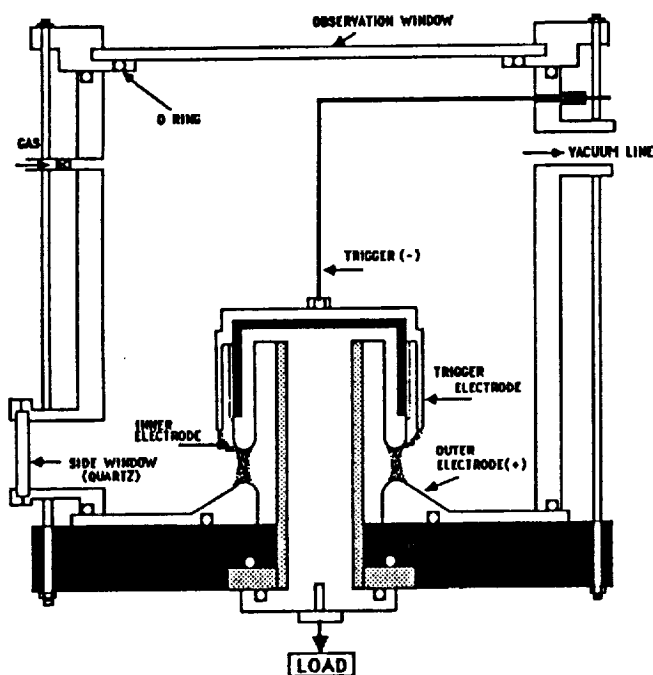 OBSERVATION WINDOW
O RING
GAS
VACUUM LINE
TRIGGER (-)
TRIGGER
ELECTRODE
INNER
ELECTRODE
OUTER
ELECTRODE(+)
SIDE WINDOW
(QUARTZ)
LOAD